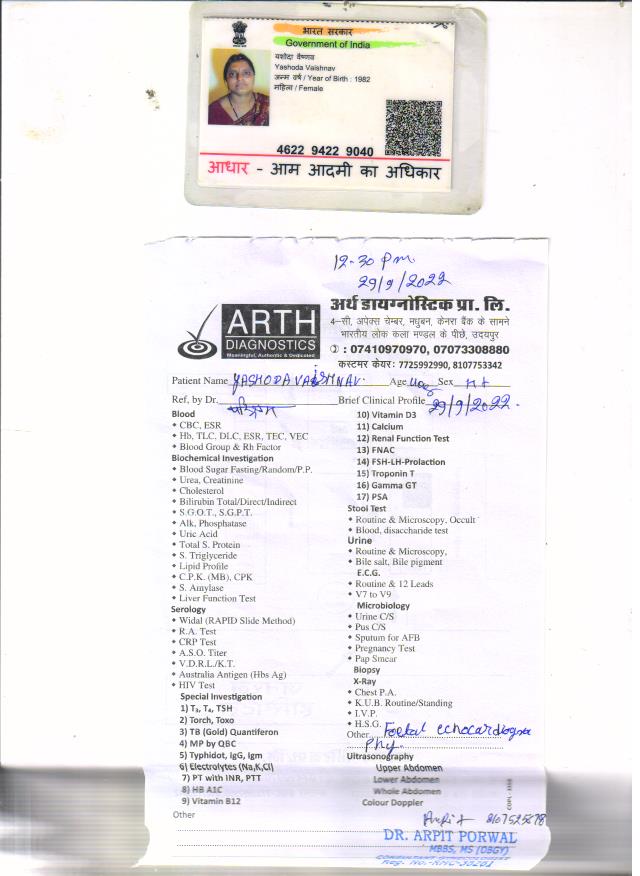 भारत सरकार
Government of India
यशोदा वैष्णव
Yashoda Vaishnav
जन्म वर्ष / Year of Birth : 1982
महिला / Female
4622 9422 9040
आधार - आम आदमी का अधिकार
12-30 pm
29/9/2022
ARTH
DIAGNOSTICS
Meaningful, Authentic & Dedicated
अर्थ डायग्नोस्टिक प्रा. लि.
4-सी, अपेक्स चेम्बर, मधुबन, केनरा बैंक के सामने
भारतीय लोक कला मण्डल के पीछे, उदयपुर
: 07410970970, 07073308880
कस्टमर केयर: 7725992990, 8107753342
Patient Name YASHODA VAISHNAV Age Sex
Ref, by Dr. Brief Clinical Profile 29/9/2022.
Blood
CBC, ESR
Hb, TLC, DLC, ESR, TEC, VEC
Blood Group & Rh Factor
Biochemical Investigation
Blood Sugar Fasting/Random/P.P.
Urea, Creatinine
Cholesterol
Bilirubin Total/Direct/Indirect
S.G.O.T., S.G.P.T.
Alk, Phosphatase
Uric Acid
Total S. Protein
S. Triglyceride
Lipid Profile
C.P.K. (MB), CPK
S. Amylase
Liver Function Test
Serology
Widal (RAPID Slide Method)
R.A. Test
CRP Test
A.S.O. Titer
V.D.R.L./K.T.
Australia Antigen (Hbs Ag)
HIV Test
Special Investigation
1) T₃, T₄, TSH
2) Torch, Toxo
3) TB (Gold) Quantiferon
4) MP by QBC
5) Typhidot, IgG, Igm
6) Electrolytes (Na,K,Cl)
7) PT with INR, PTT
8) HB A1C
9) Vitamin B12
Other
10) Vitamin D3
11) Calcium
12) Renal Function Test
13) FNAC
14) FSH-LH-Prolaction
15) Troponin T
16) Gamma GT
17) PSA
Stool Test
Routine & Microscopy, Occult
Blood, disaccharide test
Urine
Routine & Microscopy,
Bile salt, Bile pigment
E.C.G.
Routine & 12 Leads
V7 to V9
Microbiology
Urine C/S
Pus C/S
Sputum for AFB
Pregnancy Test
Pap Smear
Biopsy
X-Ray
Chest P.A.
K.U.B. Routine/Standing
I.V.P.
H.S.G.
Other Foetal echocardiogra
phy.
Ultrasonography
Upper Abdomen
Lower Abdomen
Whole Abdomen
Colour Doppler
Arpit
DR. ARPIT PORWAL
MBBS, MS (OBGY)
CONSULTANT GYNECOLOGIST